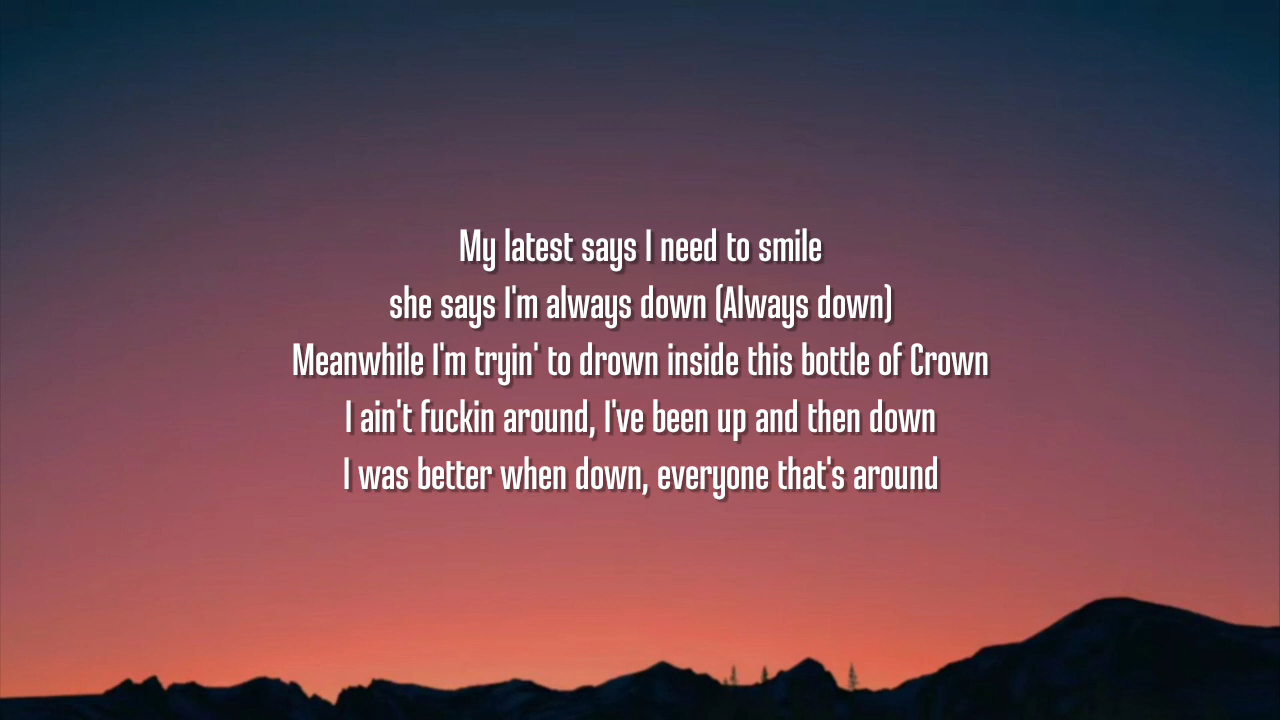 My latest says I need to smile
she says I'm always down (Always down)
Meanwhile I'm tryin' to drown inside this bottle of Crown
I ain't fuckin around, I've been up and then down
I was better when down, everyone that's around